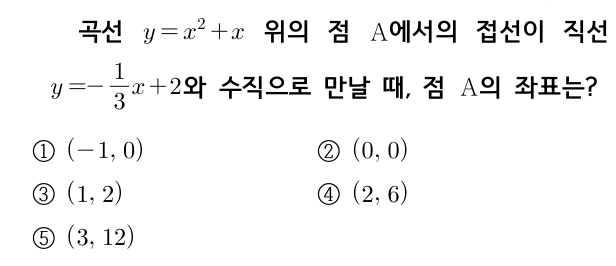 곡선 y=x²+x 위의 점 A에서의 접선이 직선
y=-\frac{1}{3}x+2와 수직으로 만날 때, 점 A의 좌표는?
① (-1, 0) ② (0, 0)
③ (1, 2) ④ (2, 6)
⑤ (3, 12)